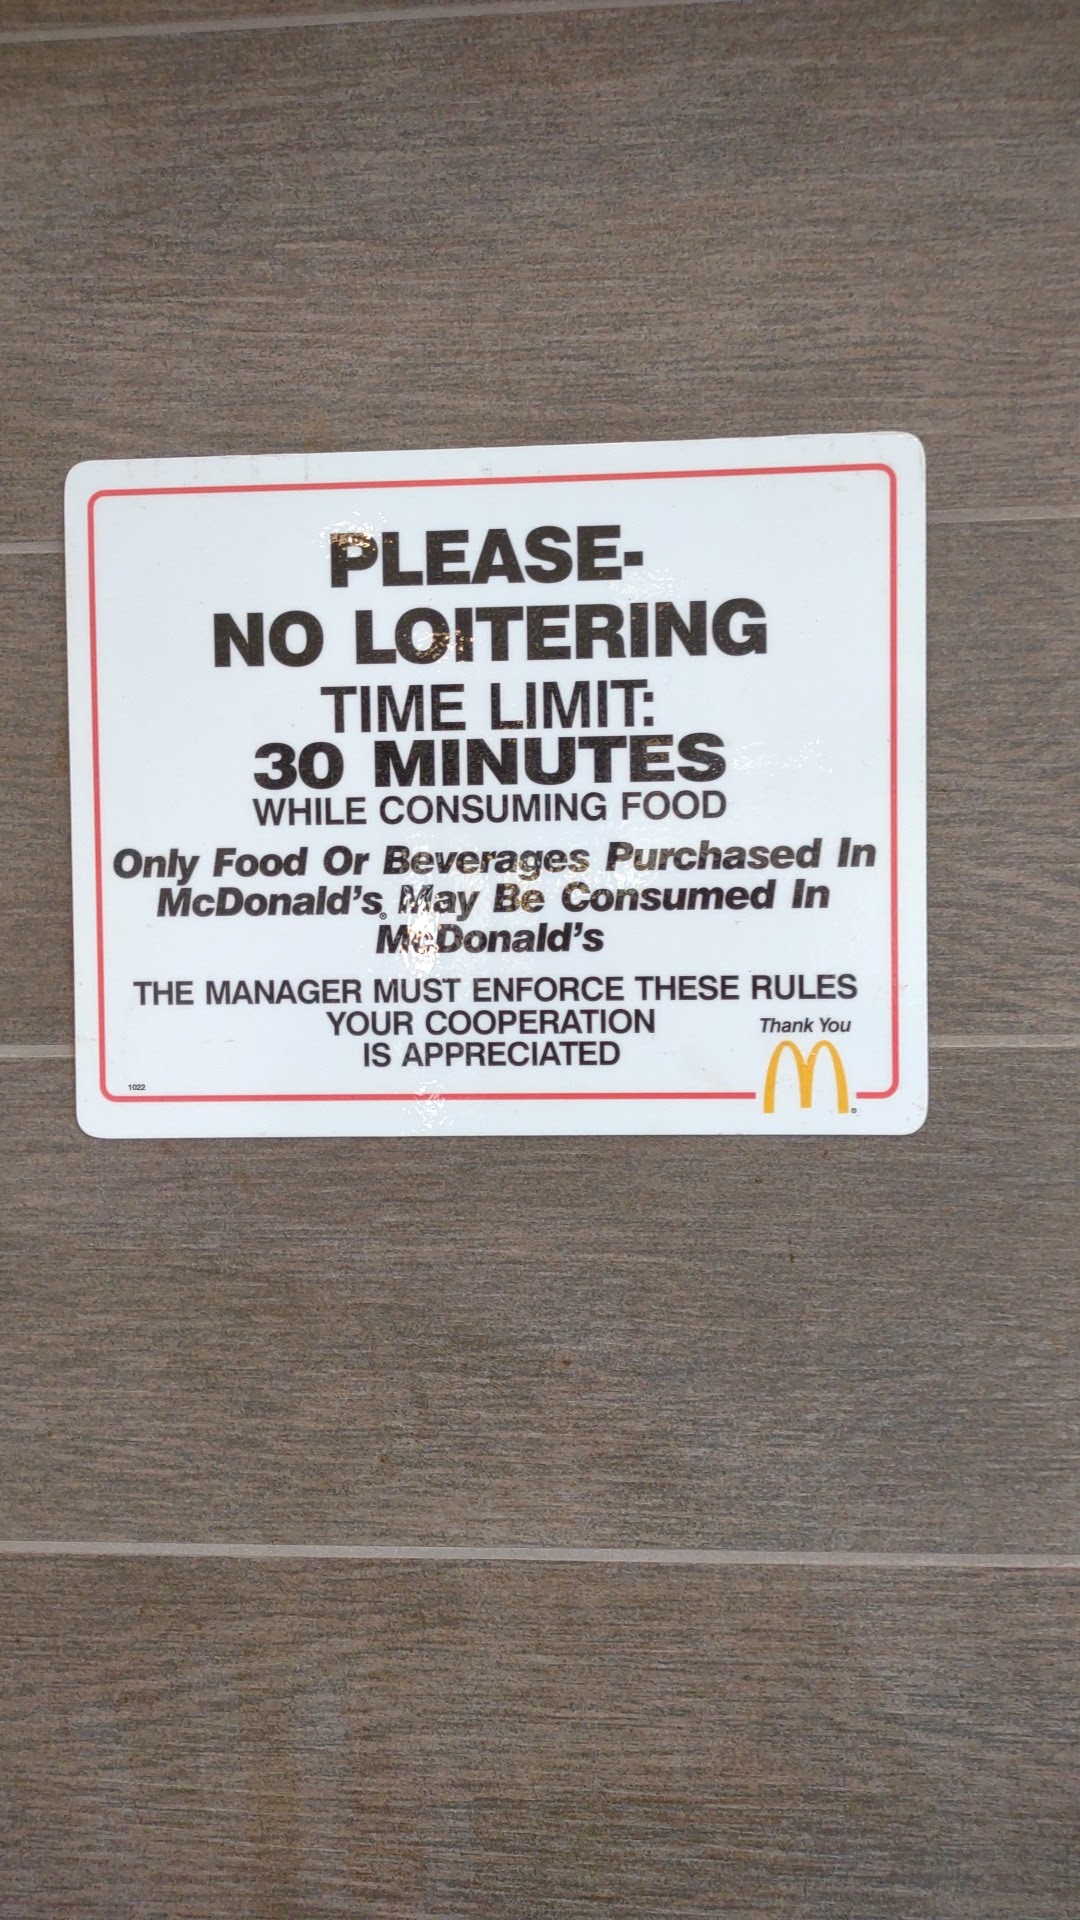 PLEASE-
NO LOITERING
TIME LIMIT:
30 MINUTES
WHILE CONSUMING FOOD
Only Food Or Beverages Purchased In
McDonald's® May Be Consumed In
McDonald's
THE MANAGER MUST ENFORCE THESE RULES
YOUR COOPERATION
IS APPRECIATED
Thank You
M®
1022